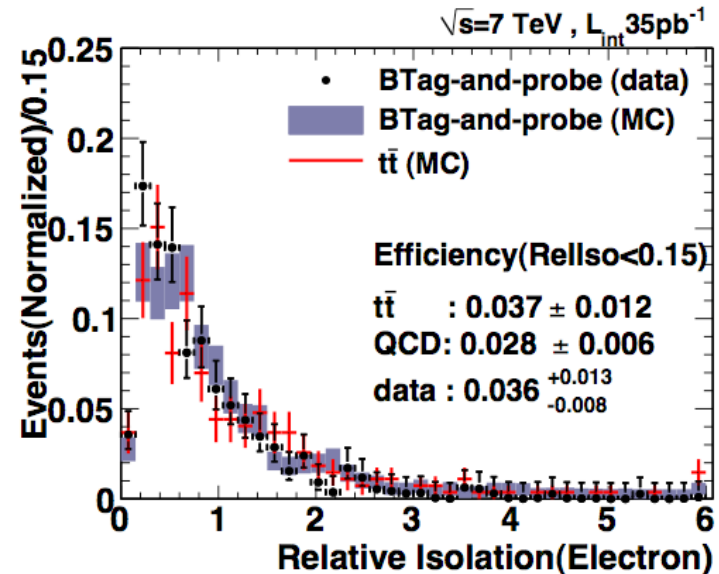 √s=7 TeV , L_int 35pb⁻¹
Events(Normalized)/0.15
0.25
0.2
0.15
0.1
0.05
0
BTag-and-probe (data)
BTag-and-probe (MC)
tt̄ (MC)
Efficiency(RelIso<0.15)
tt̄ : 0.037 ± 0.012
QCD: 0.028 ± 0.006
data : 0.036 +0.013 -0.008
0 1 2 3 4 5 6
Relative Isolation(Electron)